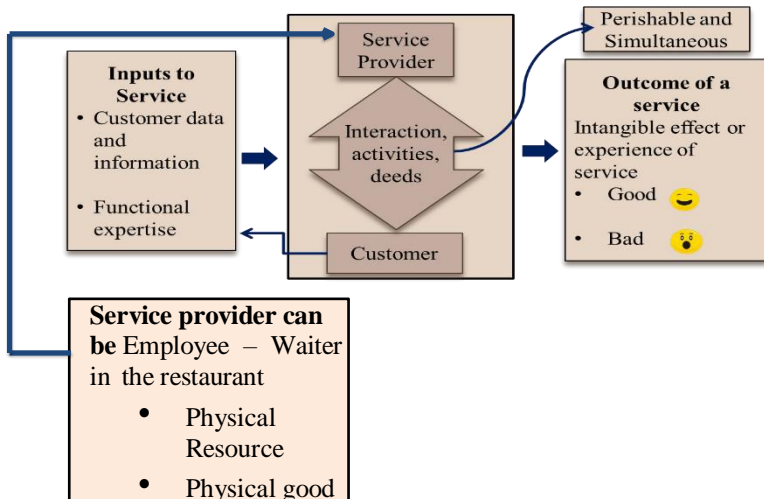 Inputs to
Service
• Customer data
and
information
• Functional
expertise
Service
Provider
Interaction,
activities,
deeds
Customer
Perishable and
Simultaneous
Outcome of a
service
Intangible effect or
experience of
service
• Good
• Bad
Service provider can
be Employee – Waiter
in the restaurant
• Physical
Resource
• Physical good